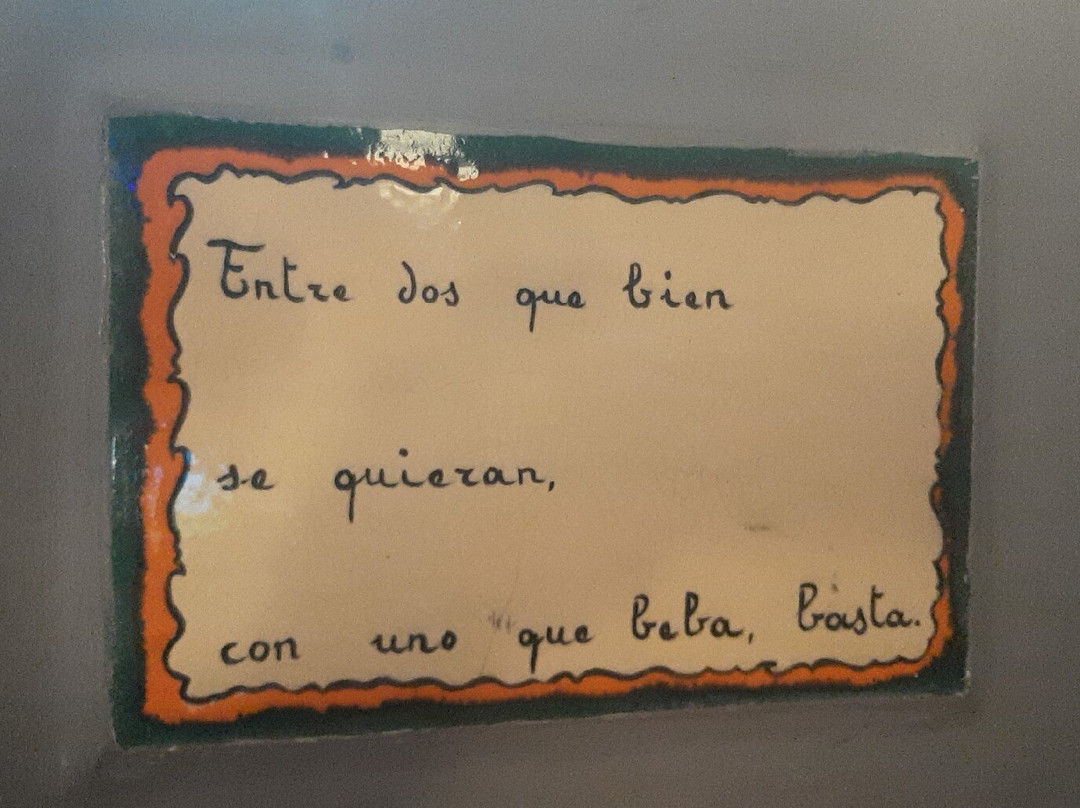 Entre dos que bien
se quieran,
con uno que beba, basta.